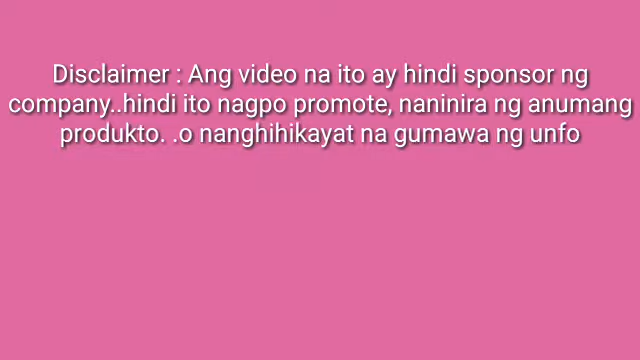 Disclaimer : Ang video na ito ay hindi sponsor ng
company..hindi ito nagpo promote, naninira ng anumang
produkto. .o nanghihikayat na gumawa ng unfo